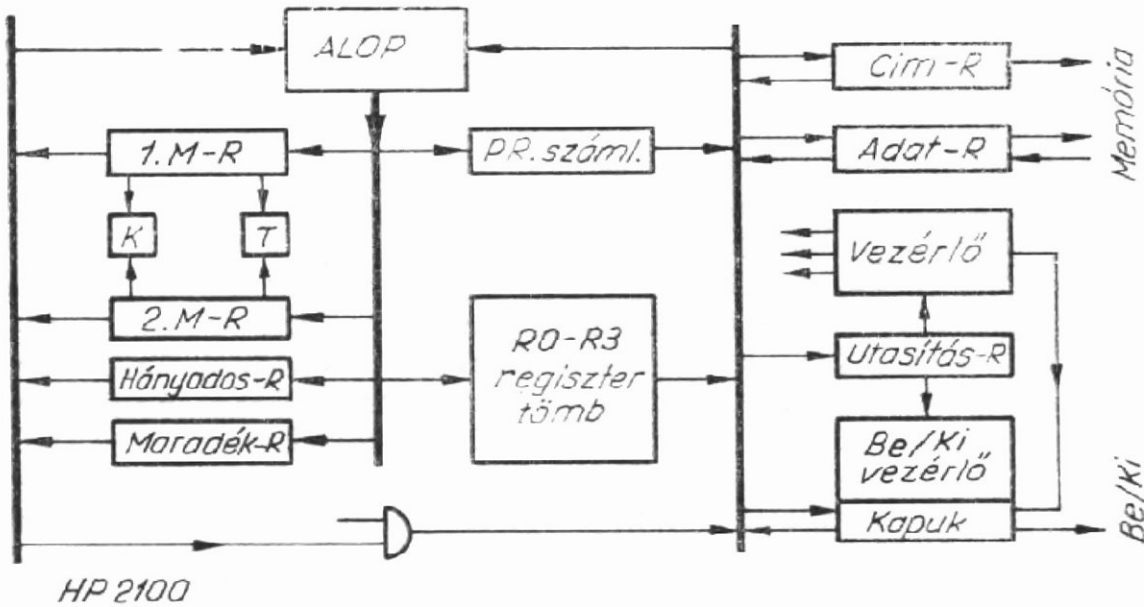 ALOP
1. M-R
K
T
2. M-R
Hányados-R
Maradék-R
PR. száml.
R0-R3
regiszter
tömb
Cím-R
Adat-R
Vezérlő
Utasítás-R
Be/Ki
vezérlő
Kapuk
Memória
Be/Ki
HP 2100